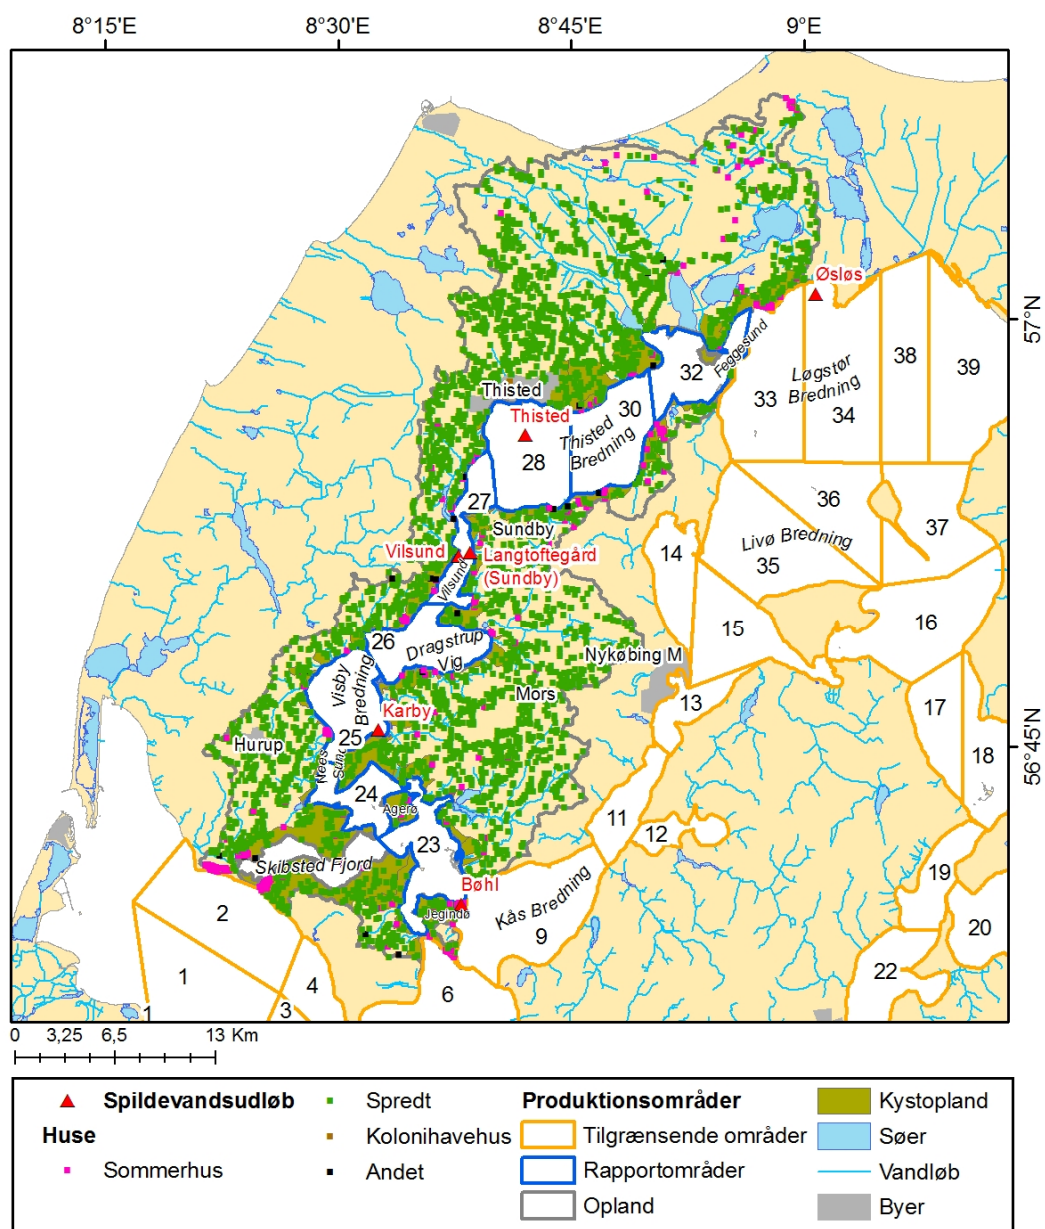 8°15'E
8°30'E
8°45'E
9°E
57°N
56°45'N
Øsløs
Feggesund
32
38
39
33
Løgstør
Bredning
34
Thisted
Thisted
30
Thisted
Bredning
28
27
Sundby
36
37
Livø Bredning
35
14
Vilsund
Langtoftegård
(Sundby)
Vilsund
15
16
26
Dragstrup
Vig
Nykøbing M
Visby
Bredning
Mors
13
17
Karby
Hurup
25
Nees
Sund
18
24
Agerø
11
12
23
Skibsted Fjord
19
Bøhl
Jegindø
Kås Bredning
9
2
20
22
1
4
6
1
3
0 3,25 6,5 13 Km
Spildevandsudløb
Huse
Sommerhus
Spredt
Kolonihavehus
Andet
Produktionsområder
Tilgrænsende områder
Rapportområder
Opland
Kystopland
Søer
Vandløb
Byer